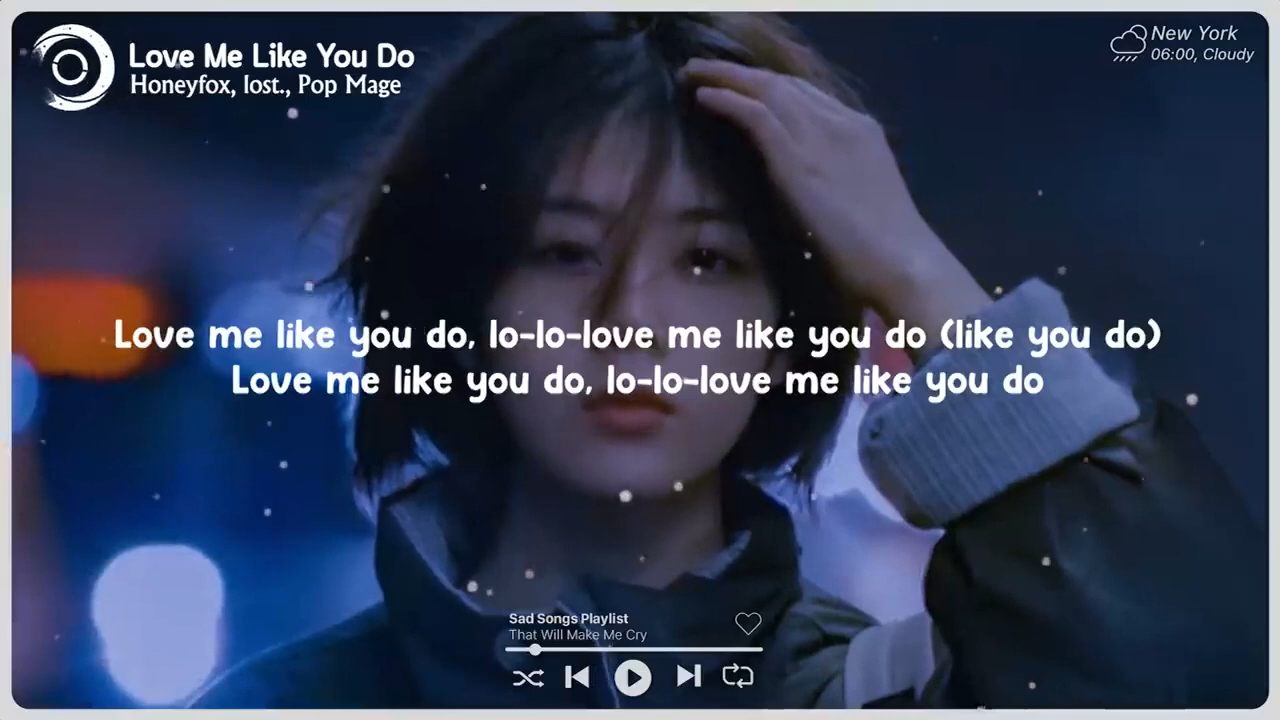 Love Me Like You Do
Honeyfox, lost., Pop Mage
New York
06:00, Cloudy
Love me like you do, lo-lo-love me like you do (like you do)
Love me like you do, lo-lo-love me like you do
Sad Songs Playlist
That Will Make Me Cry